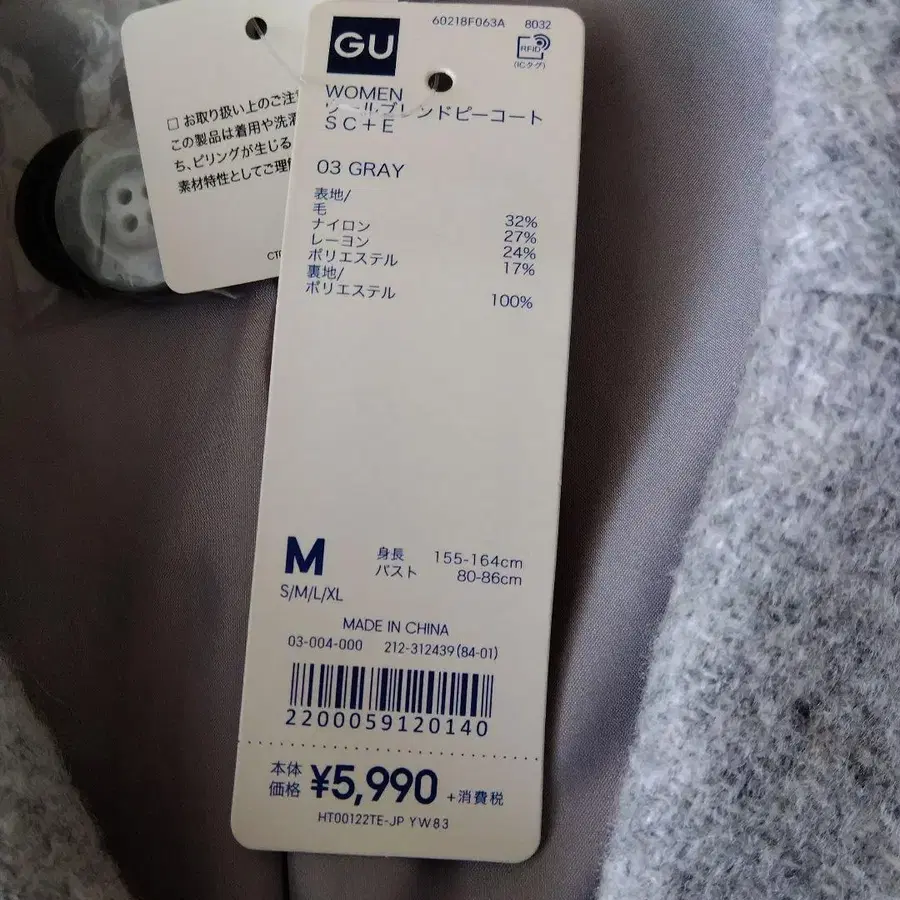 □ お取り扱い上のご注
この製品は着用や洗
ち、ピリングが生じる
素材特性としてご理
GU
60218F063A 8032
RFID
(ICタグ)
WOMEN
ウールブレンドピーコート
SC+E
03 GRAY
表地/
毛 32%
ナイロン 27%
レーヨン 24%
ポリエステル 17%
裏地/
ポリエステル 100%
M
身長 155-164cm
バスト 80-86cm
S/M/L/XL
MADE IN CHINA
03-004-000 212-312439(84-01)
2200059120140
本体価格 ¥5,990 +消費税
HT00122TE-JP YW83